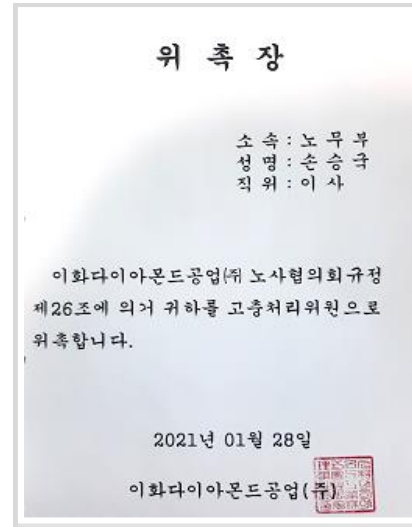 위 촉 장
소 속 : 노 무 부
성 명 : 손 승 국
직 위 : 이 사
이화다이아몬드공업(주) 노사협의회규정
제26조에 의거 귀하를 고충처리위원으로
위촉합니다.
2021년 01월 28일
이화다이아몬드공업(주)